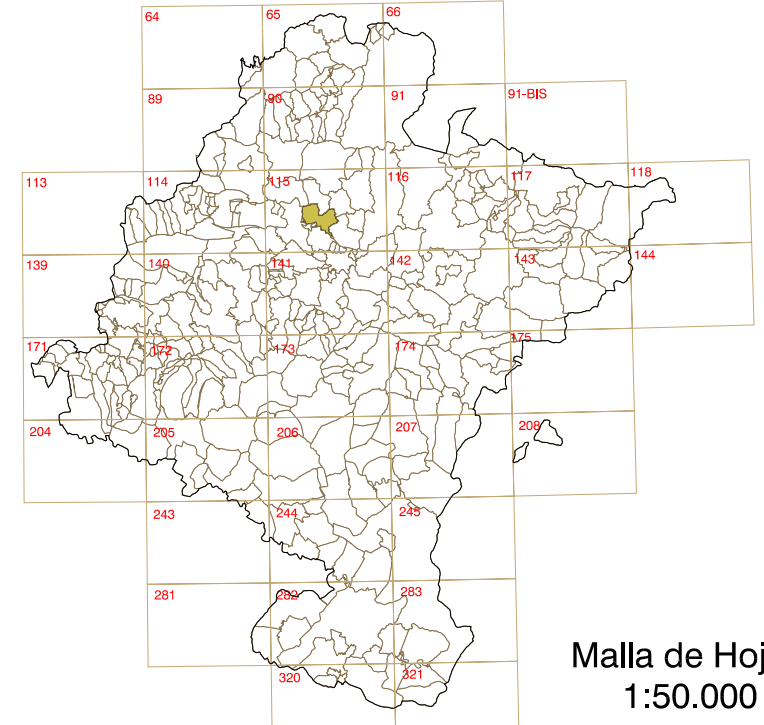 64 65 66
89 90 91 91-BIS
113 114 115 116 117 118
139 140 141 142 143 144
171 172 173 174 175
204 205 206 207 208
243 244 245
281 282 283
320 321
Malla de Hoj
1:50.000